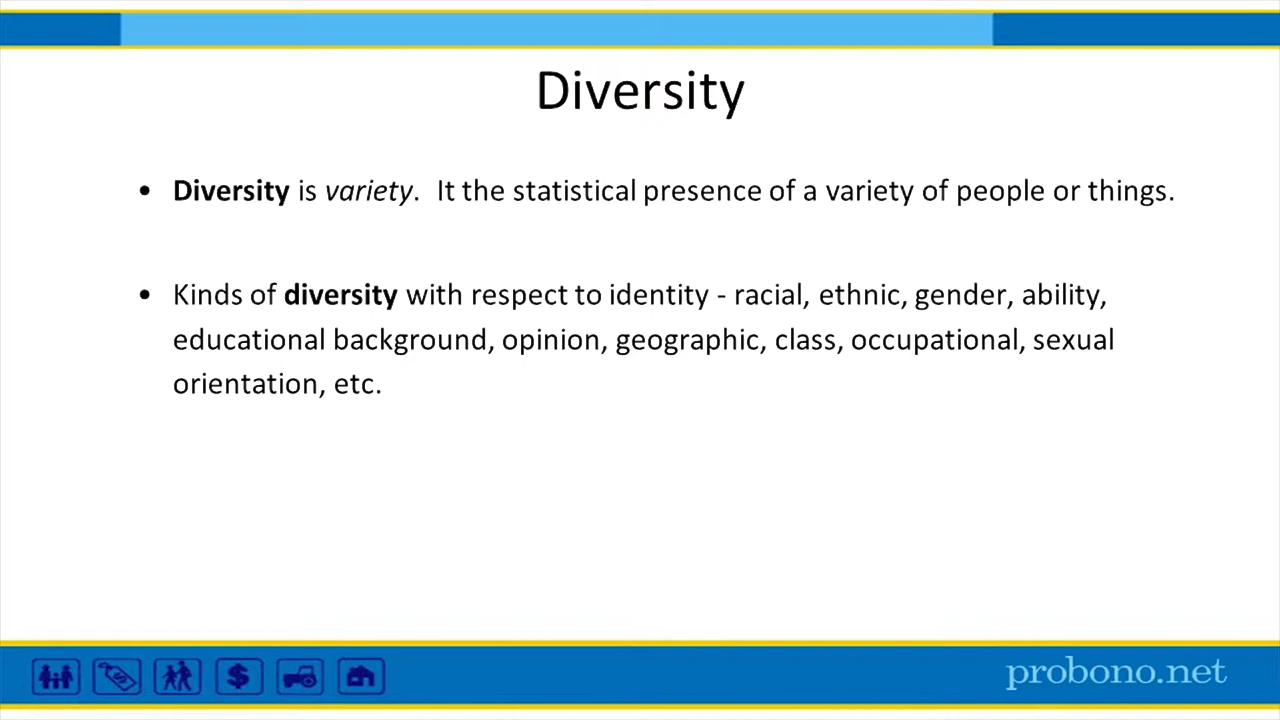 Diversity
• Diversity is variety.  It the statistical presence of a variety of people or things.
• Kinds of diversity with respect to identity - racial, ethnic, gender, ability,
educational background, opinion, geographic, class, occupational, sexual
orientation, etc.
$
probono.net